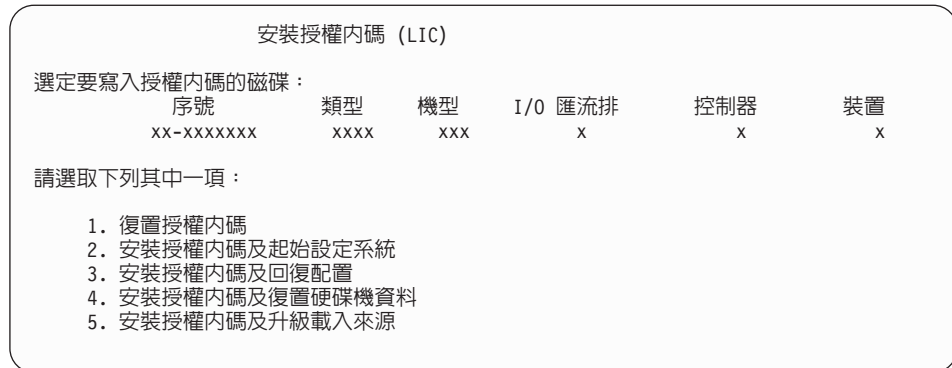 安裝授權內碼 (LIC)
選定要寫入授權內碼的磁碟：
序號 類型 機型 I/O 匯流排 控制器 裝置
xx-xxxxxxx xxxx xxx x x x
請選取下列其中一項：
1. 復置授權內碼
2. 安裝授權內碼及起始設定系統
3. 安裝授權內碼及回復配置
4. 安裝授權內碼及復置硬碟機資料
5. 安裝授權內碼及升級載入來源